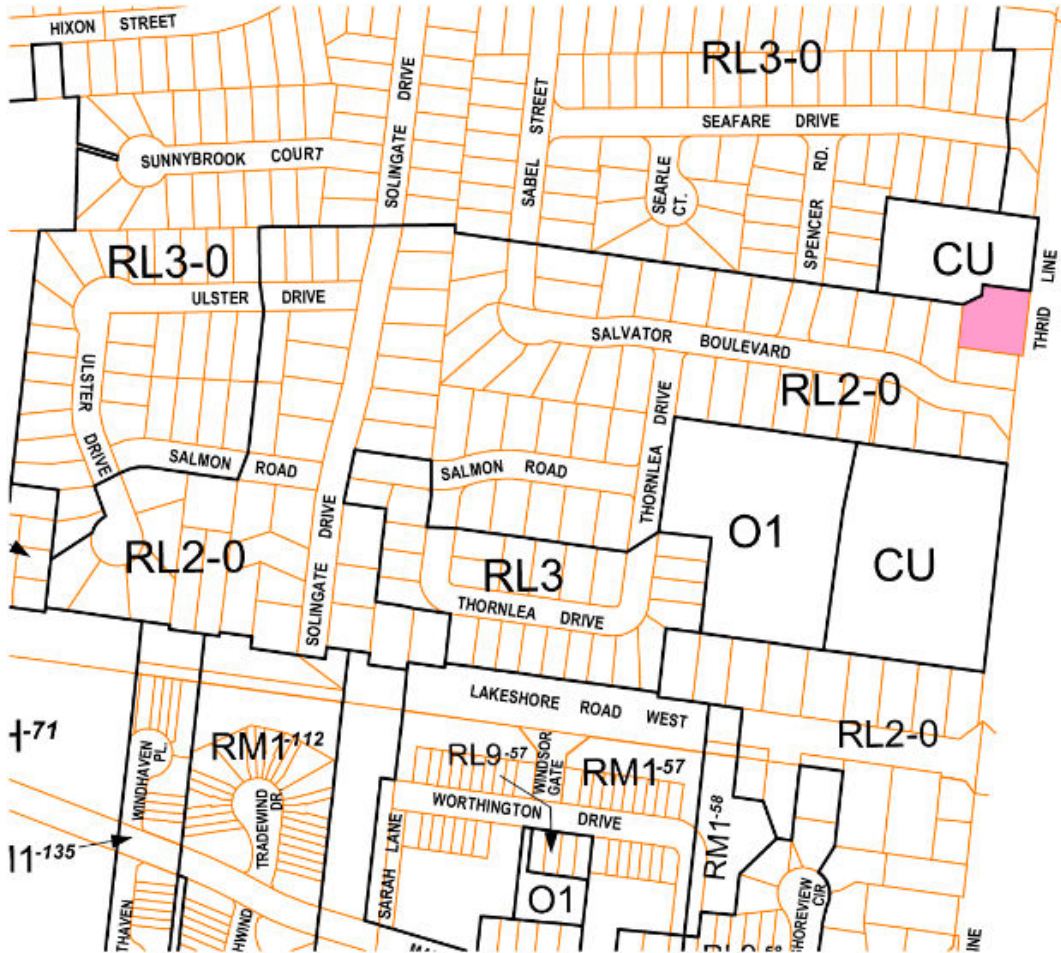 HIXON STREET
RL3-0
SOLINGATE DRIVE
SABEL STREET
SEAFARE DRIVE
SUNNYBROOK COURT
SEARLE
CT.
SPENCER RD.
CU
RL3-0
ULSTER DRIVE
THRID LINE
SALVATOR BOULEVARD
RL2-0
ULSTER DRIVE
THORNLEA DRIVE
SALMON ROAD
SALMON ROAD
SOLINGATE DRIVE
O1
CU
RL2-0
RL3
THORNLEA DRIVE
LAKESHORE ROAD WEST
-71
RM1-112
RL9-57
WINDSOR
GATE
RM1-57
RL2-0
WINDHAVEN
PL.
TRADEWIND
DR.
WORTHINGTON DRIVE
RM1-58
SARAH LANE
11-135
O1
SHOREVIEW
CIR.
THAVEN
HWIND
INE